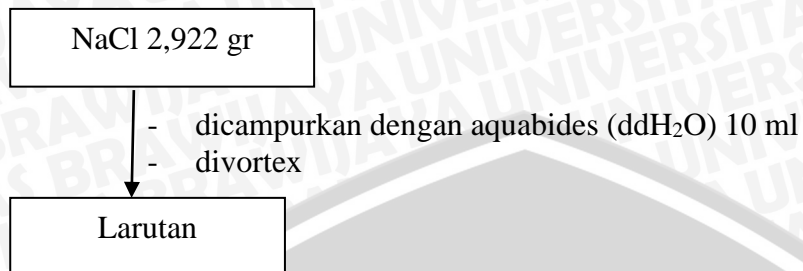 NaCl 2,922 gr
- dicampurkan dengan aquabides (ddH₂O) 10 ml
- divortex
Larutan